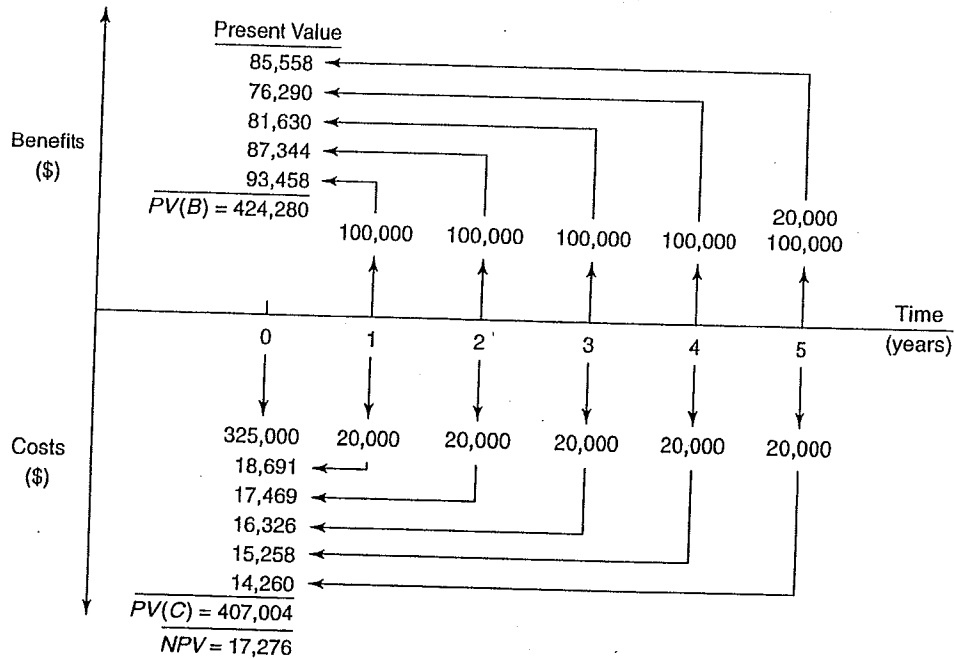 Present Value
85,558
76,290
81,630
87,344
93,458
PV(B) = 424,280
Benefits
($)
20,000
100,000 100,000 100,000 100,000 100,000
Time
(years)
0 1 2 3 4 5
Costs
($)
325,000 20,000 20,000 20,000 20,000 20,000
18,691
17,469
16,326
15,258
14,260
PV(C) = 407,004
NPV = 17,276